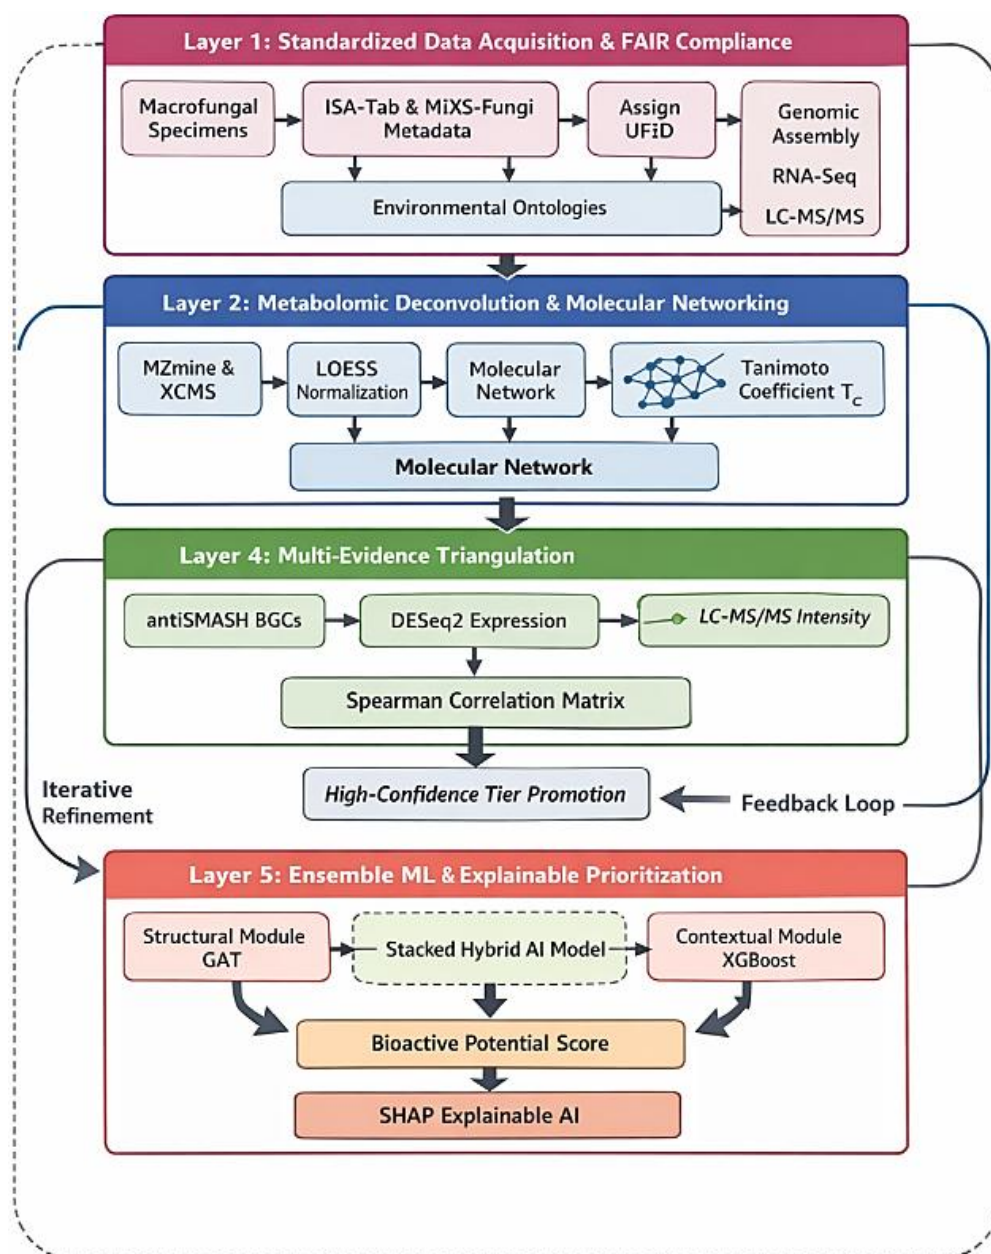 Layer 1: Standardized Data Acquisition & FAIR Compliance
Macrofungal
Specimens
ISA-Tab & MiXS-Fungi
Metadata
Assign
UFiD
Genomic
Assembly
RNA-Seq
LC-MS/MS
Environmental Ontologies
Layer 2: Metabolomic Deconvolution & Molecular Networking
MZmine &
XCMS
LOESS
Normalization
Molecular
Network
Tanimoto
Coefficient Tc
Molecular Network
Layer 4: Multi-Evidence Triangulation
antiSMASH BGCs
DESeq2 Expression
LC-MS/MS Intensity
Spearman Correlation Matrix
High-Confidence Tier Promotion
Iterative
Refinement
Feedback Loop
Layer 5: Ensemble ML & Explainable Prioritization
Structural Module
GAT
Stacked Hybrid AI Model
Contextual Module
XGBoost
Bioactive Potential Score
SHAP Explainable AI